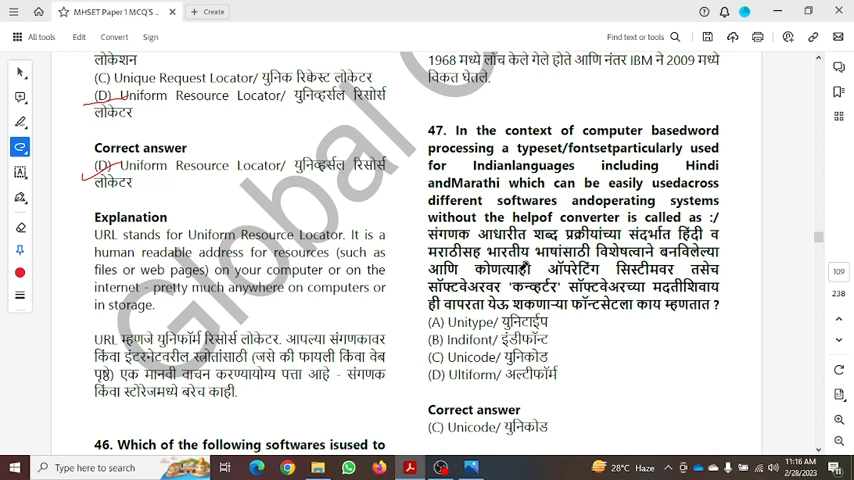 MHSET Paper 1 MCQ'S ...
Create
All tools
Edit
Convert
Sign
Find text or tools
लोकेशन
(C) Unique Request Locator/ युनिक रिकेस्ट लोकेटर
(D) Uniform Resource Locator/ युनिव्हर्सल रिसोर्स
लोकेटर
Correct answer
(D) Uniform Resource Locator/ युनिव्हर्सल रिसोर्स
लोकेटर
Explanation
URL stands for Uniform Resource Locator. It is a
human readable address for resources (such as
files or web pages) on your computer or on the
internet - pretty much anywhere on computers or
in storage.
URL म्हणजे युनिफॉर्म रिसोर्स लोकेटर. आपल्या संगणकावर
किंवा इंटरनेटवरील स्त्रोतांसाठी (जसे की फायली किंवा वेब
पृष्ठे) एक मानवी वाचन करण्यायोग्य पत्ता आहे - संगणक
किंवा स्टोरेजमध्ये बरेच काही.
46. Which of the following softwares isused to
1968 मध्ये लाँच केले गेले होते आणि नंतर IBM ने 2009 मध्ये
विकत घेतले.
47. In the context of computer basedword
processing a typeset/fontsetparticularly used
for Indianlanguages including Hindi
andMarathi which can be easily usedacross
different softwares andoperating systems
without the helpof converter is called as :/
संगणक आधारीत शब्द प्रक्रीयांच्या संदर्भात हिंदी व
मराठीसह भारतीय भाषांसाठी विशेषत्वाने बनविलेल्या
आणि कोणत्याही ऑपरेटिंग सिस्टीमवर तसेच
सॉफ्टवेअरवर 'कन्व्हर्टर' सॉफ्टवेअरच्या मदतीशिवाय
ही वापरता येऊ शकणाऱ्या फॉन्टसेटला काय म्हणतात ?
(A) Unitype/ युनिटाईप
(B) Indifont/ इंडीफॉन्ट
(C) Unicode/ युनिकोड
(D) Ultiform/ अल्टीफॉर्म
Correct answer
(C) Unicode/ युनिकोड
Global
109
238
Type here to search
28°C Haze
11:16 AM
2/28/2023
11